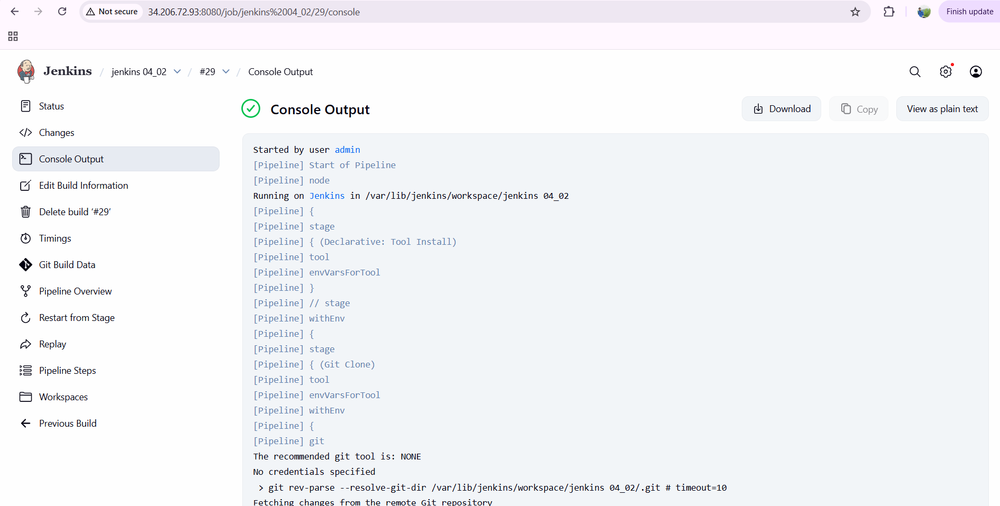 Not secure 34.206.72.93:8080/job/jenkins%2004_02/29/console Finish update
Jenkins / jenkins 04_02 / #29 / Console Output
Status
Changes
Console Output
Edit Build Information
Delete build ‘#29’
Timings
Git Build Data
Pipeline Overview
Restart from Stage
Replay
Pipeline Steps
Workspaces
Previous Build
Console Output Download Copy View as plain text
Started by user admin
[Pipeline] Start of Pipeline
[Pipeline] node
Running on Jenkins in /var/lib/jenkins/workspace/jenkins 04_02
[Pipeline] {
[Pipeline] stage
[Pipeline] { (Declarative: Tool Install)
[Pipeline] tool
[Pipeline] envVarsForTool
[Pipeline] }
[Pipeline] // stage
[Pipeline] withEnv
[Pipeline] {
[Pipeline] stage
[Pipeline] { (Git Clone)
[Pipeline] tool
[Pipeline] envVarsForTool
[Pipeline] withEnv
[Pipeline] {
[Pipeline] git
The recommended git tool is: NONE
No credentials specified
> git rev-parse --resolve-git-dir /var/lib/jenkins/workspace/jenkins 04_02/.git # timeout=10
Fetching changes from the remote Git repository